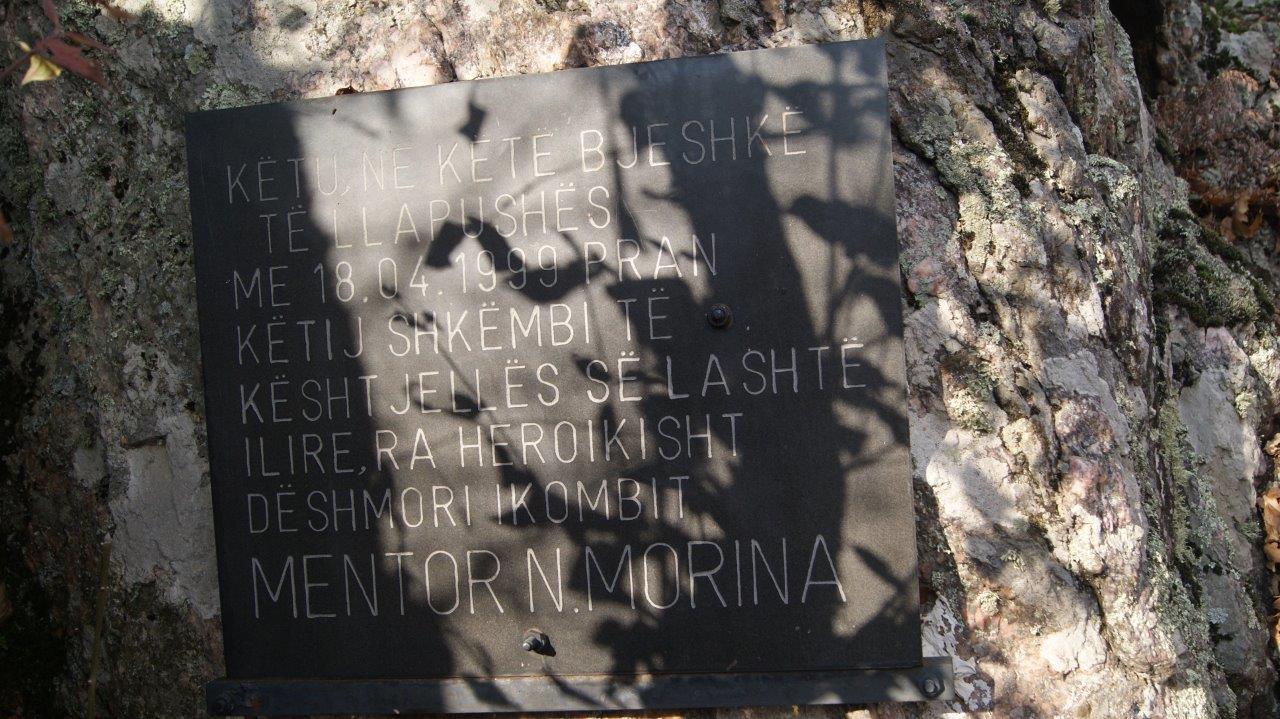 KËTU, NE KËTË BJESHKË
TË LLAPUSHËS
ME 18.04.1999 PRAN
KËTIJ SHKËMBI TË
KËSHTJELLËS SË LASHTË
ILIRE, RA HEROIKISHT
DËSHMORI I KOMBIT
MENTOR N. MORINA